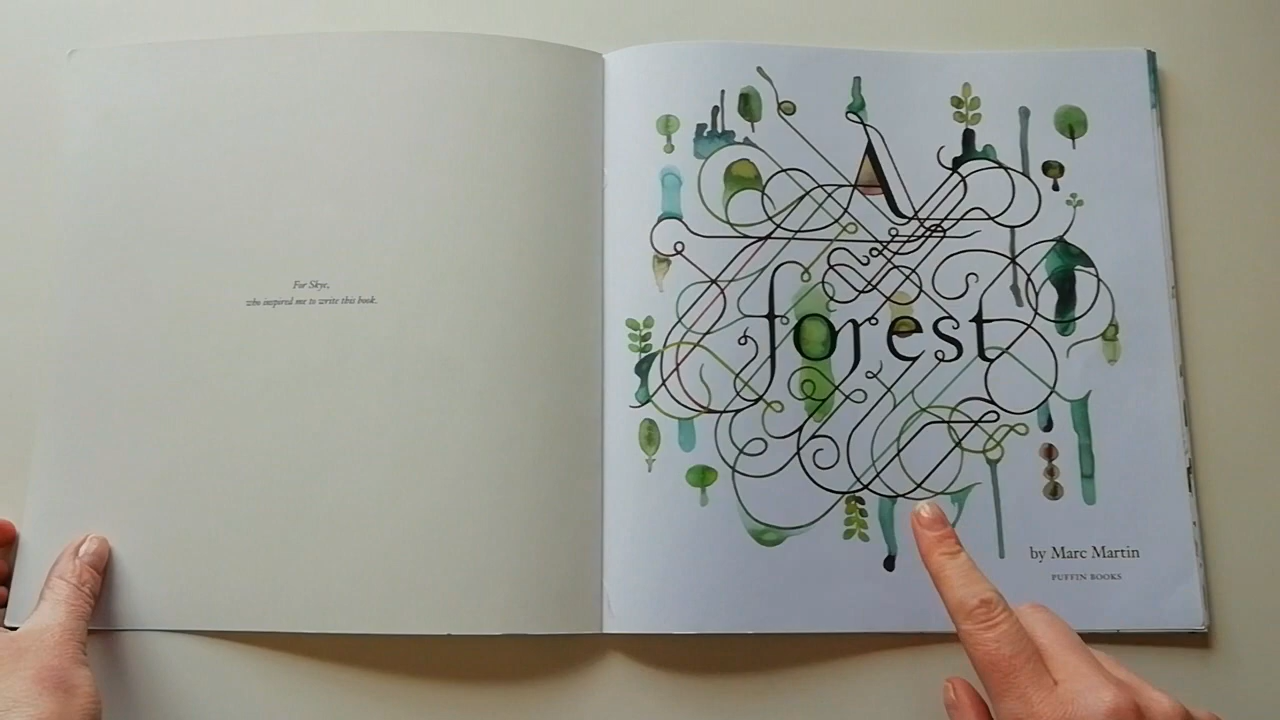 For Skye,
who inspired me to write this book.
A
forest
by Marc Martin
PUFFIN BOOKS